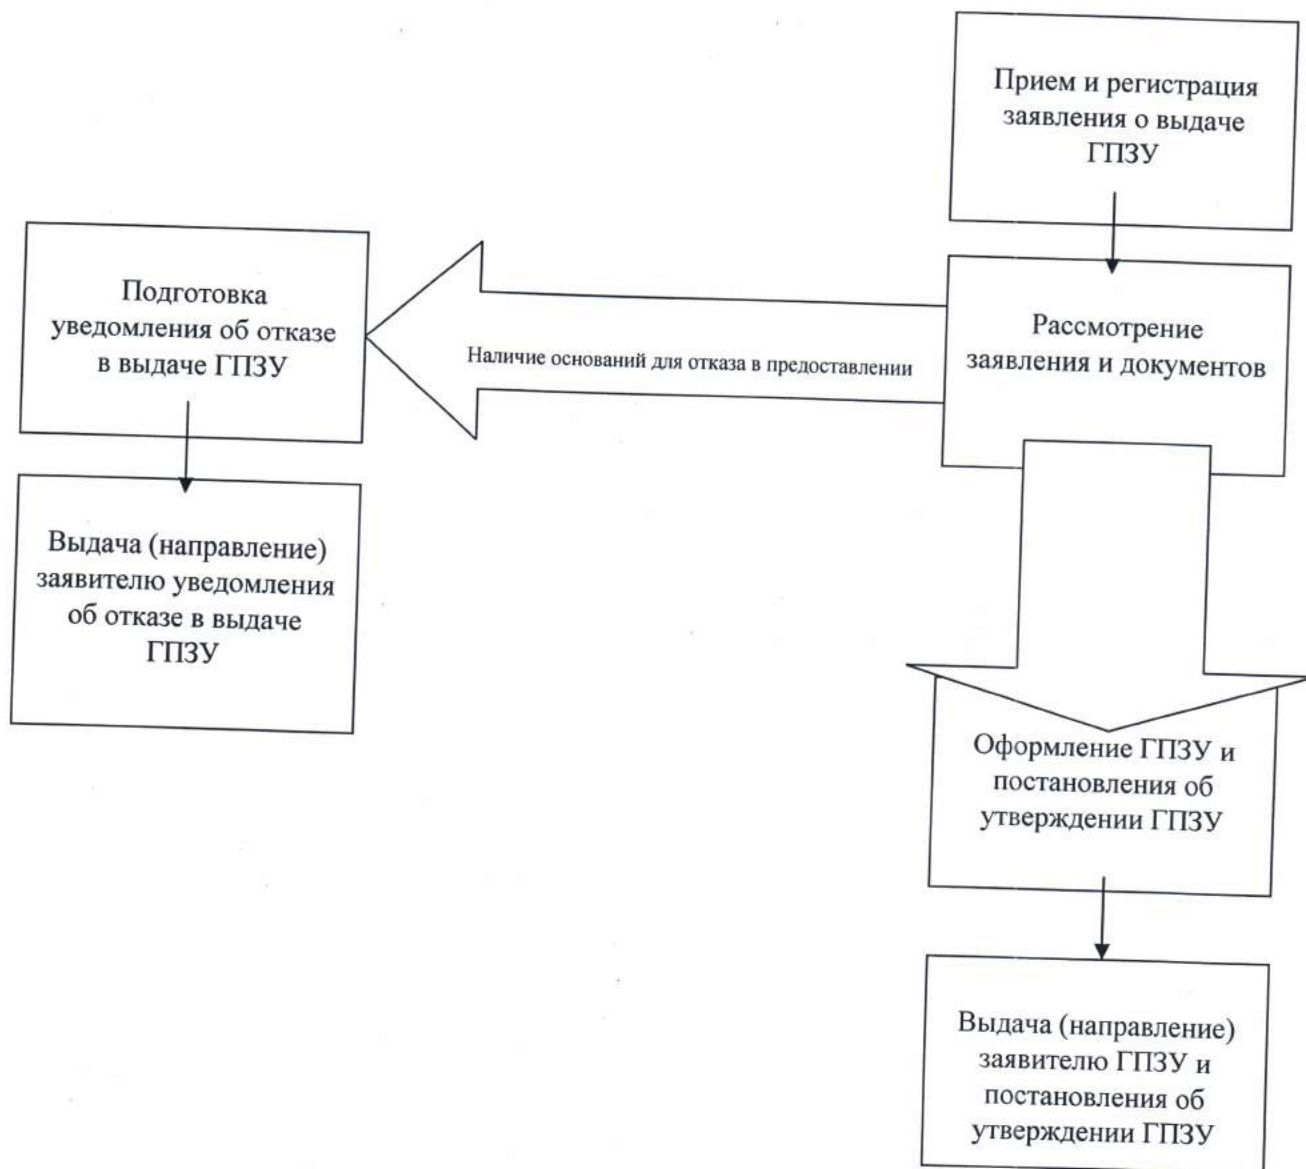 Прием и регистрация
заявления о выдаче
ГПЗУ
Рассмотрение
заявления и документов
Наличие оснований для отказа в предоставлении
Подготовка
уведомления об отказе
в выдаче ГПЗУ
Выдача (направление)
заявителю уведомления
об отказе в выдаче
ГПЗУ
Оформление ГПЗУ и
постановления об
утверждении ГПЗУ
Выдача (направление)
заявителю ГПЗУ и
постановления об
утверждении ГПЗУ